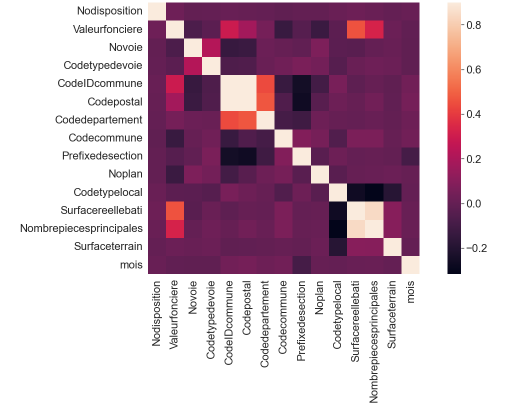 Nodisposition
Valeurfonciere
Novoie
Codetypedevoie
CodeIDcommune
Codepostal
Codedepartement
Codecommune
Prefixedesection
Noplan
Codetypelocal
Surfacereellebati
Nombrepiecesprincipales
Surfaceterrain
mois
Nodisposition
Valeurfonciere
Novoie
Codetypedevoie
CodeIDcommune
Codepostal
Codedepartement
Codecommune
Prefixedesection
Noplan
Codetypelocal
Surfacereellebati
Nombrepiecesprincipales
Surfaceterrain
mois
0.8
0.6
0.4
0.2
0.0
−0.2